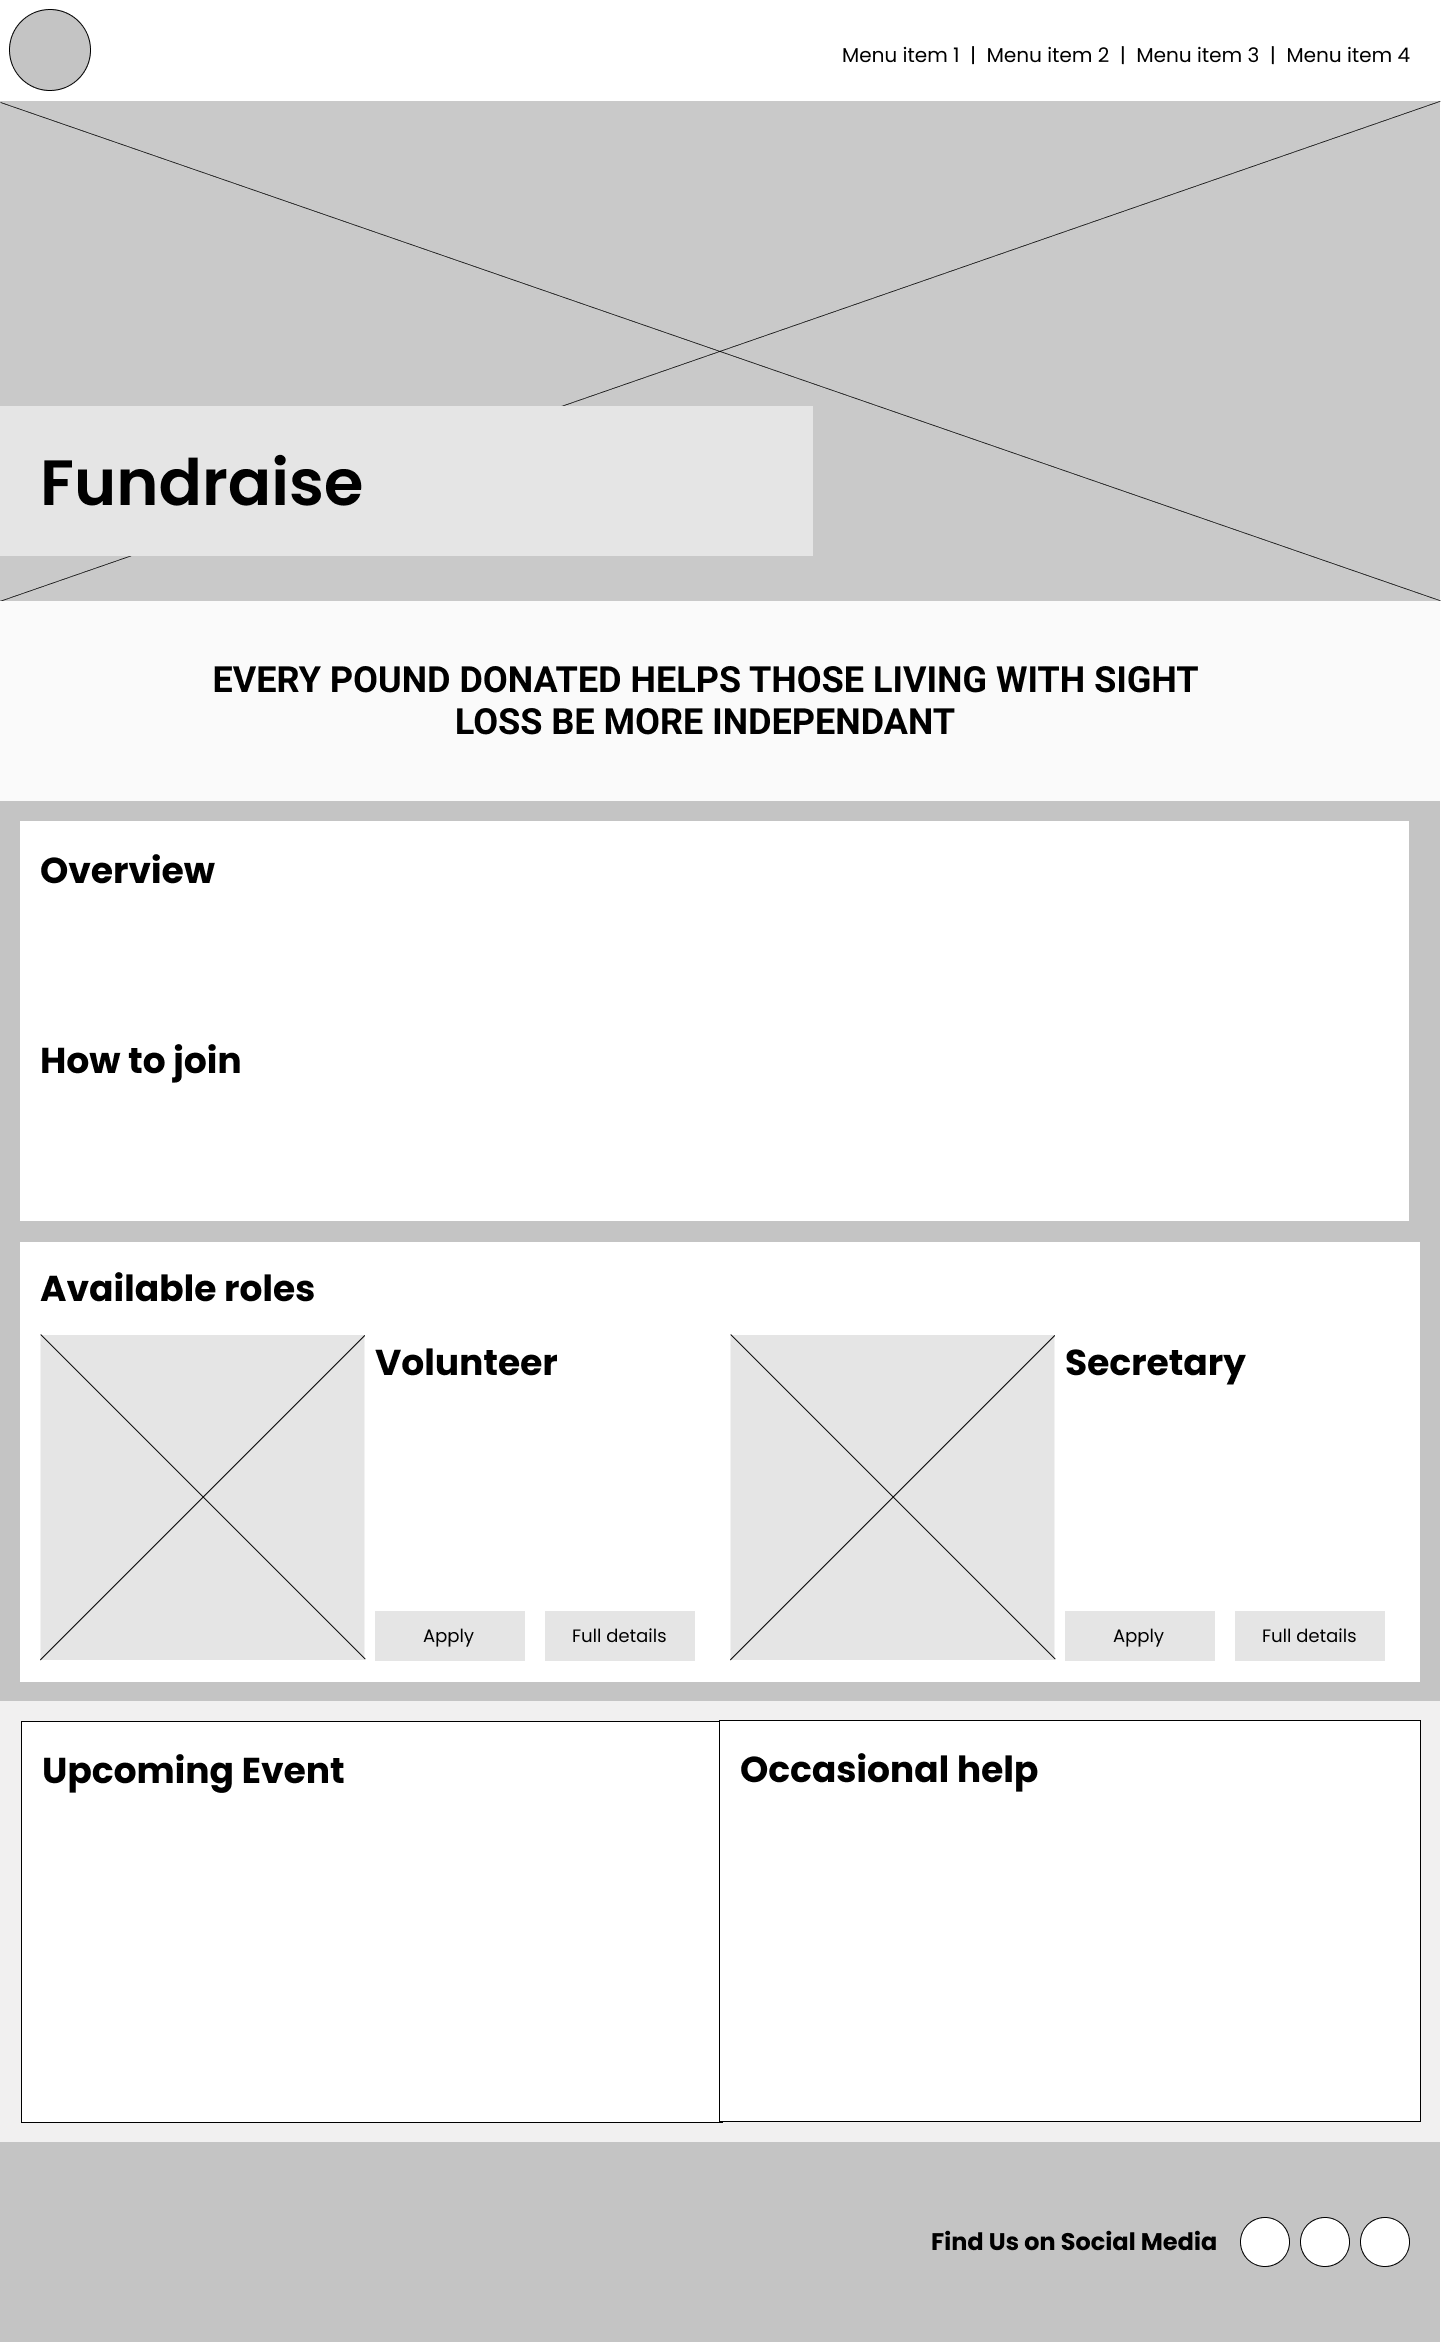 Menu item 1 | Menu item 2 | Menu item 3 | Menu item 4
Fundraise
EVERY POUND DONATED HELPS THOSE LIVING WITH SIGHT
LOSS BE MORE INDEPENDANT
Overview
How to join
Available roles
Volunteer
Apply
Full details
Secretary
Apply
Full details
Upcoming Event
Occasional help
Find Us on Social Media